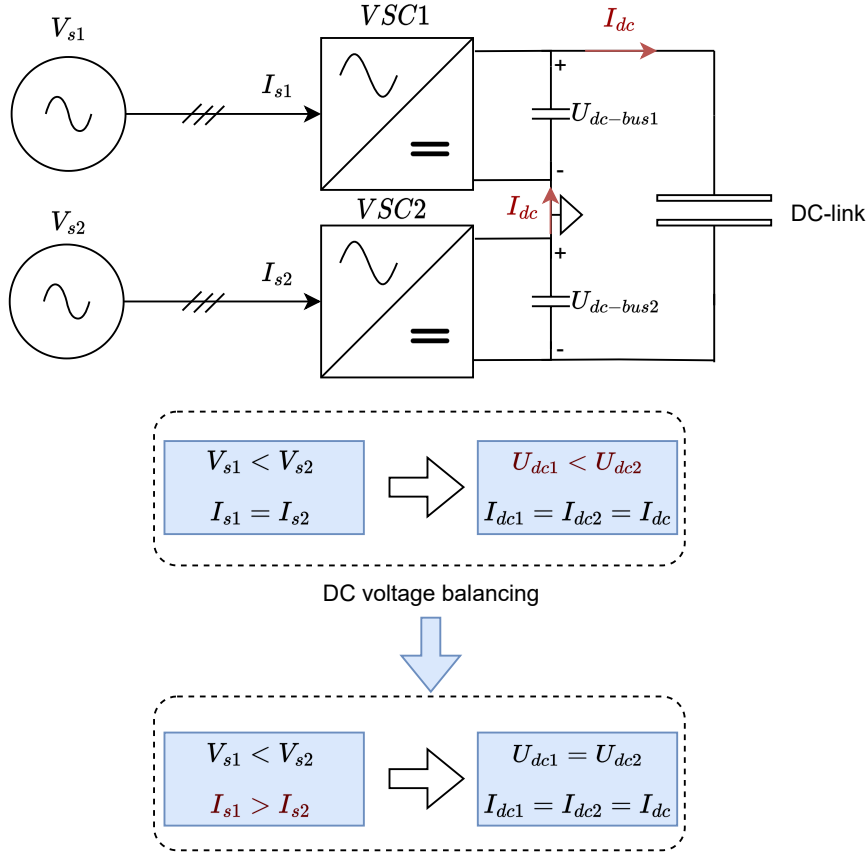 V_{s1}
VSC1
I_{dc}
I_{s1}
+
U_{dc-bus1}
-
V_{s2}
VSC2
I_{dc}
DC-link
I_{s2}
+
U_{dc-bus2}
-
V_{s1} < V_{s2}
I_{s1} = I_{s2}
U_{dc1} < U_{dc2}
I_{dc1} = I_{dc2} = I_{dc}
DC voltage balancing
V_{s1} < V_{s2}
I_{s1} > I_{s2}
U_{dc1} = U_{dc2}
I_{dc1} = I_{dc2} = I_{dc}